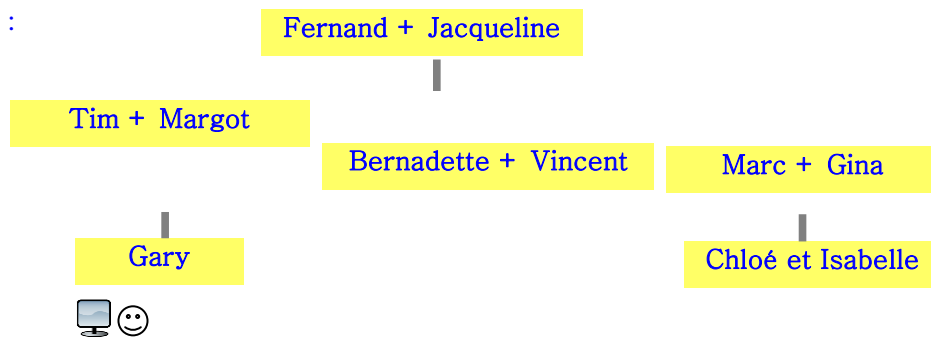 :
Fernand + Jacqueline
Tim + Margot
Bernadette + Vincent
Marc + Gina
Gary
Chloé et Isabelle